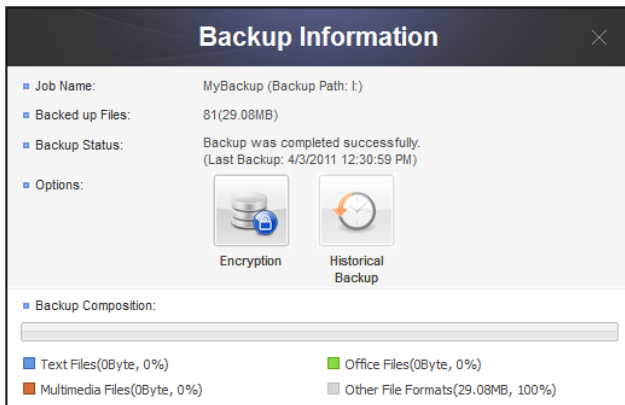 Backup Information
Job Name: MyBackup (Backup Path: I:)
Backed up Files: 81(29.08MB)
Backup Status: Backup was completed successfully.
(Last Backup: 4/3/2011 12:30:59 PM)
Options:
Encryption Historical
Backup
Backup Composition:
Text Files(0Byte, 0%) Office Files(0Byte, 0%)
Multimedia Files(0Byte, 0%) Other File Formats(29.08MB, 100%)